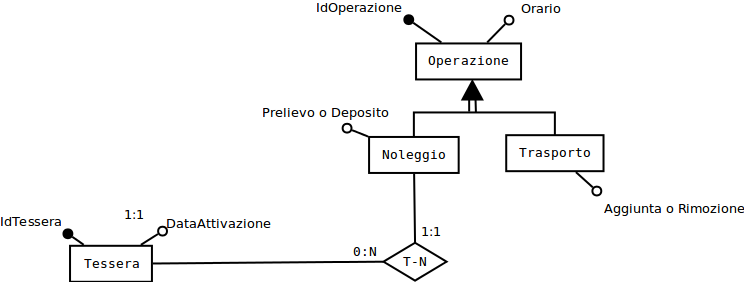 IdOperazione
Orario
Operazione
Prelievo o Deposito
Noleggio
Trasporto
Aggiunta o Rimozione
1:1
IdTessera
DataAttivazione
1:1
0:N
Tessera
T-N